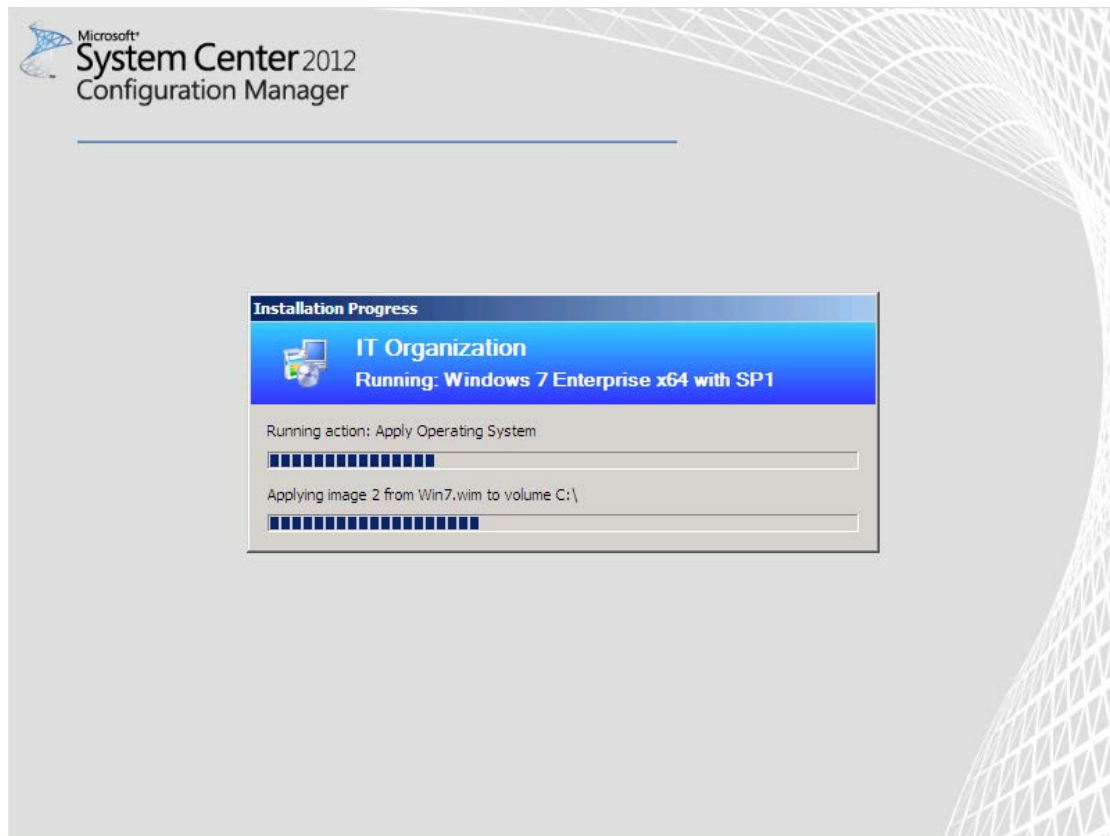 Microsoft®
System Center 2012
Configuration Manager
Installation Progress
IT Organization
Running: Windows 7 Enterprise x64 with SP1
Running action: Apply Operating System
Applying image 2 from Win7.wim to volume C:\